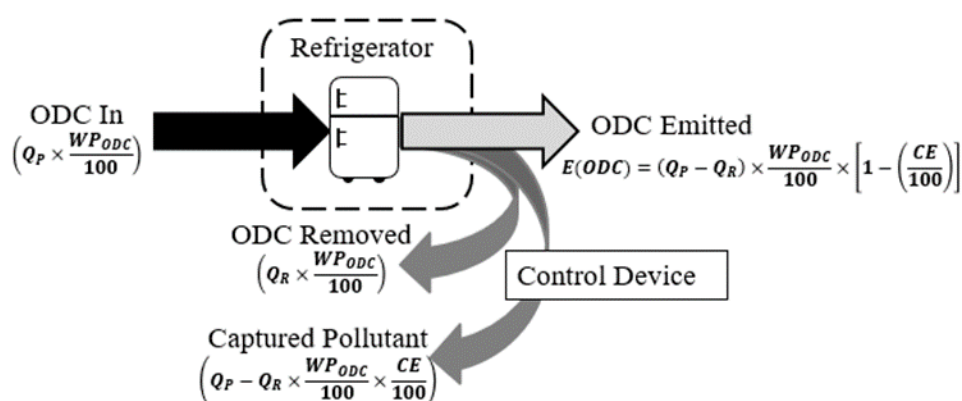 Refrigerator
ODC In
(Q_P × WP_ODC/100)
ODC Emitted
E(ODC) = (Q_P − Q_R) × WP_ODC/100 × [1 − (CE/100)]
ODC Removed
(Q_R × WP_ODC/100)
Control Device
Captured Pollutant
(Q_P − Q_R × WP_ODC/100 × CE/100)